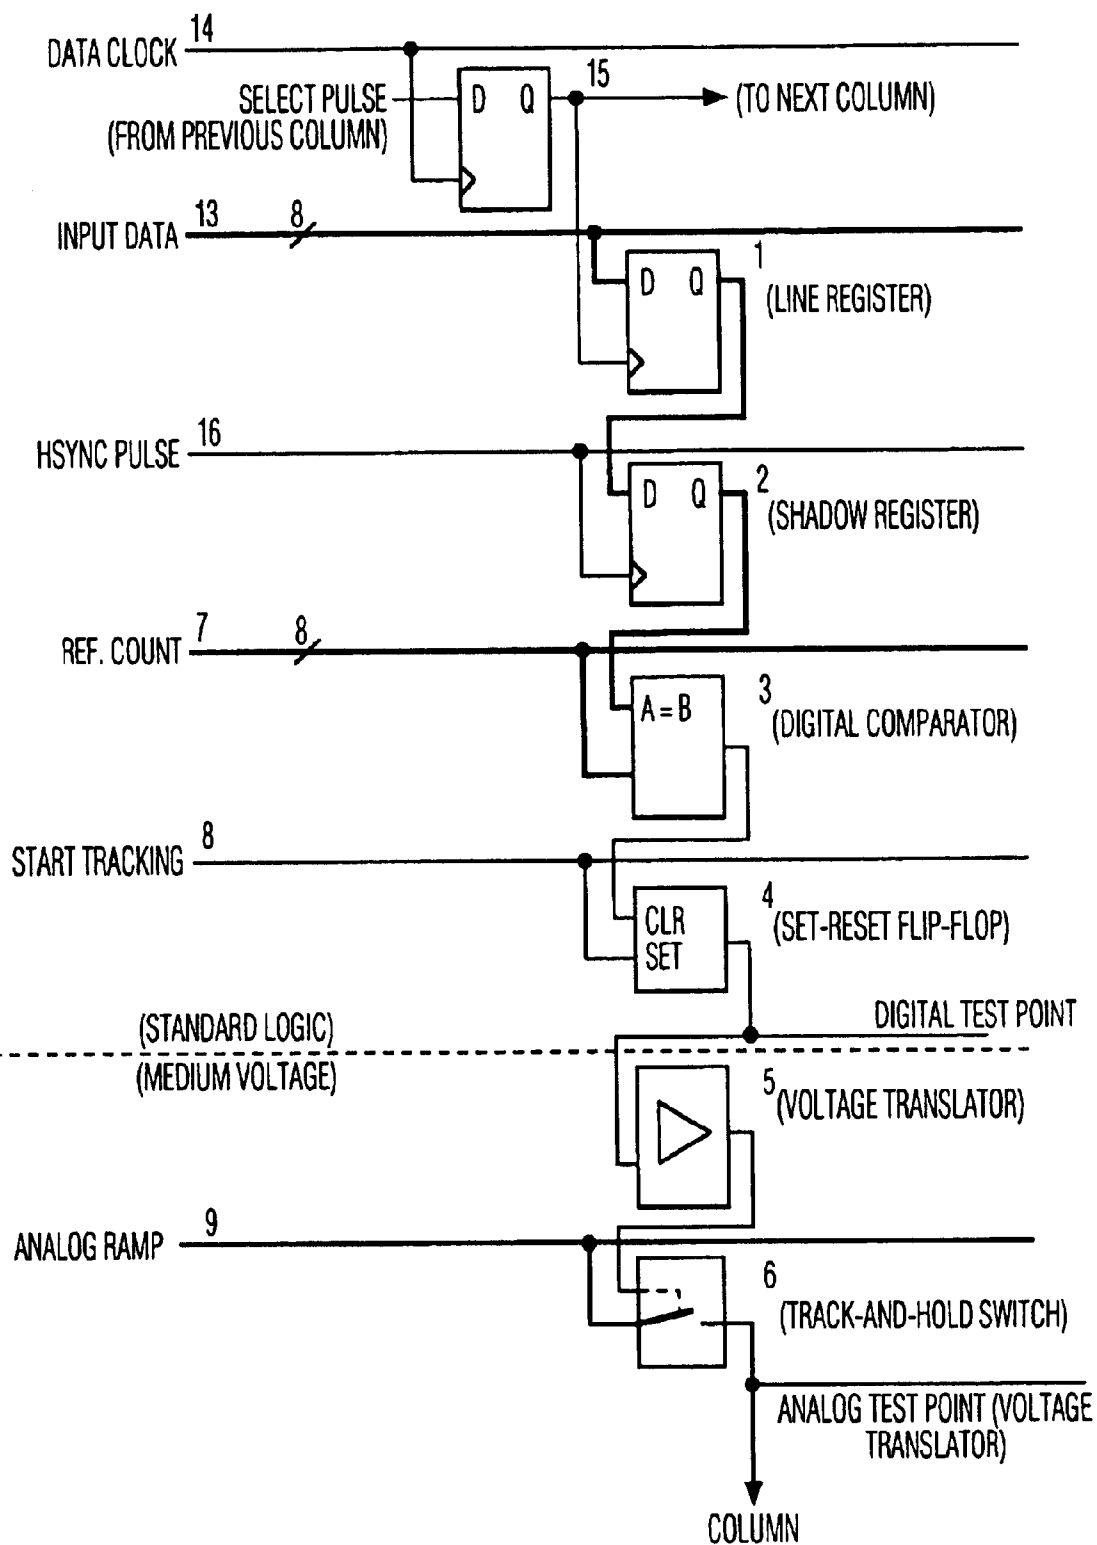 14
DATA CLOCK
SELECT PULSE
(FROM PREVIOUS COLUMN)
D Q
15
(TO NEXT COLUMN)
13
8
INPUT DATA
1
D Q
(LINE REGISTER)
16
HSYNC PULSE
2
D Q
(SHADOW REGISTER)
7
8
REF. COUNT
3
A = B
(DIGITAL COMPARATOR)
8
START TRACKING
4
CLR
SET
(SET-RESET FLIP-FLOP)
DIGITAL TEST POINT
(STANDARD LOGIC)
(MEDIUM VOLTAGE)
5
(VOLTAGE TRANSLATOR)
9
ANALOG RAMP
6
(TRACK-AND-HOLD SWITCH)
ANALOG TEST POINT (VOLTAGE
TRANSLATOR)
COLUMN